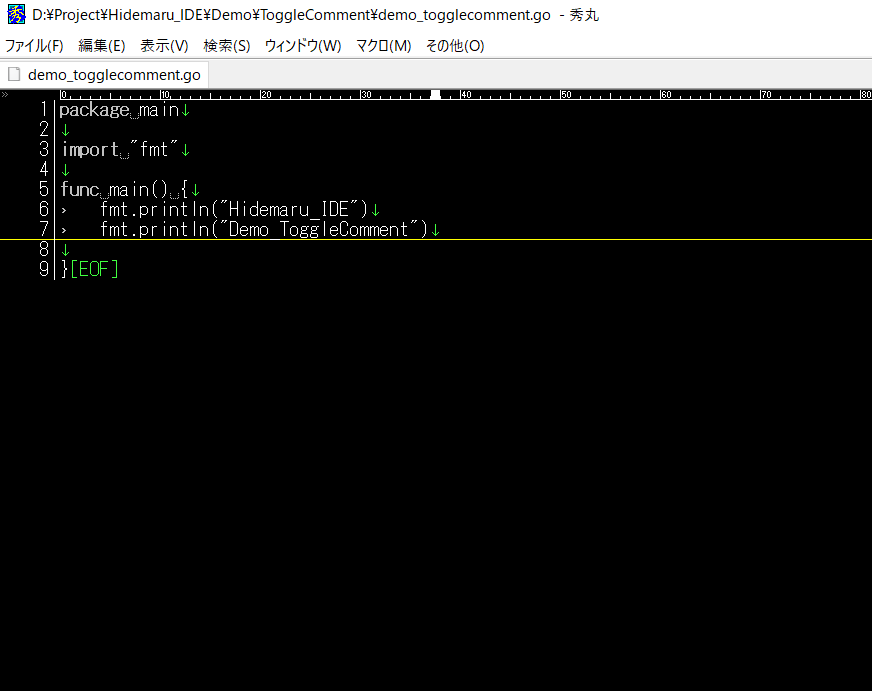 D:¥Project¥Hidemaru_IDE¥Demo¥ToggleComment¥demo_togglecomment.go - 秀丸
ファイル(F) 編集(E) 表示(V) 検索(S) ウィンドウ(W) マクロ(M) その他(O)
demo_togglecomment.go
0 10 20 30 40 50 60 70 80
1 package main↓
2 ↓
3 import "fmt"↓
4 ↓
5 func main() {↓
6 fmt.println("Hidemaru_IDE")↓
7 fmt.println("Demo ToggleComment")↓
8 ↓
9 }[EOF]